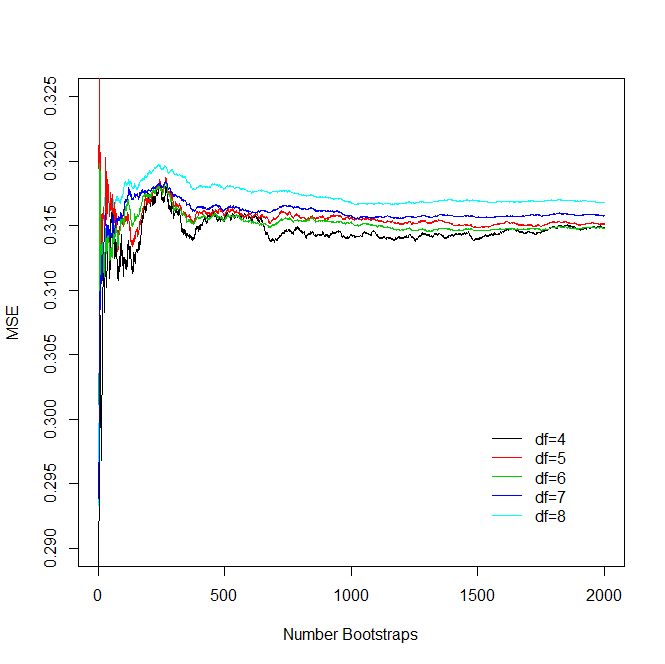 MSE
0.325
0.320
0.315
0.310
0.305
0.300
0.295
0.290
df=4
df=5
df=6
df=7
df=8
0 500 1000 1500 2000
Number Bootstraps